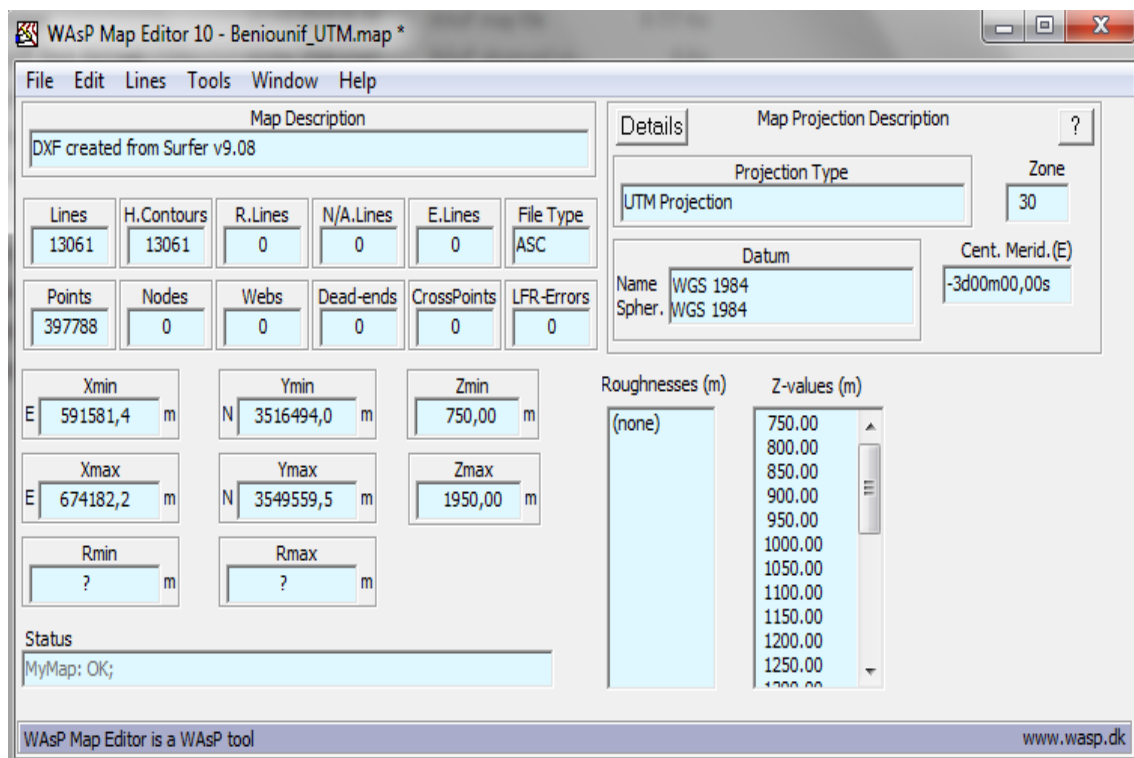 WAsP Map Editor 10 - Beniounif_UTM.map *
File Edit Lines Tools Window Help
Map Description
DXF created from Surfer v9.08
Lines H.Contours R.Lines N/A.Lines E.Lines File Type
13061 13061 0 0 0 ASC
Points Nodes Webs Dead-ends CrossPoints LFR-Errors
397788 0 0 0 0 0
Xmin Ymin Zmin
E 591581,4 m N 3516494,0 m 750,00 m
Xmax Ymax Zmax
E 674182,2 m N 3549559,5 m 1950,00 m
Rmin Rmax
? m ? m
Status
MyMap: OK;
Details Map Projection Description ?
Projection Type Zone
UTM Projection 30
Datum Cent. Merid.(E)
Name WGS 1984 -3d00m00,00s
Spher. WGS 1984
Roughnesses (m) Z-values (m)
(none) 750.00
800.00
850.00
900.00
950.00
1000.00
1050.00
1100.00
1150.00
1200.00
1250.00
1300.00
WAsP Map Editor is a WAsP tool www.wasp.dk